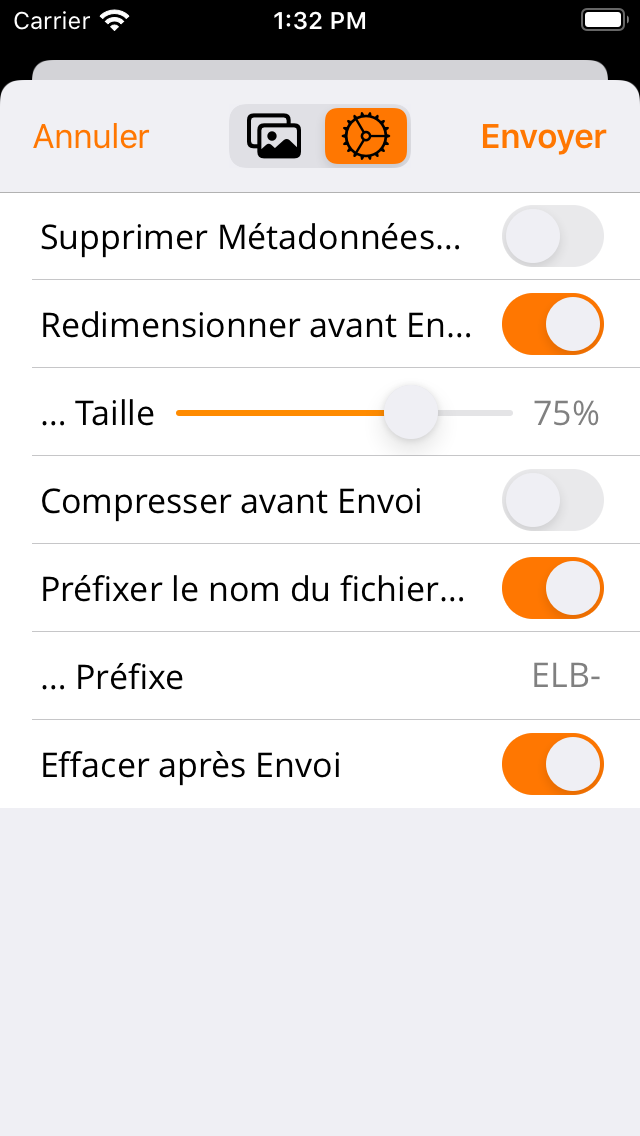 Carrier 1:32 PM
Annuler Envoyer
Supprimer Métadonnées...
Redimensionner avant En...
... Taille 75%
Compresser avant Envoi
Préfixer le nom du fichier...
... Préfixe ELB-
Effacer après Envoi